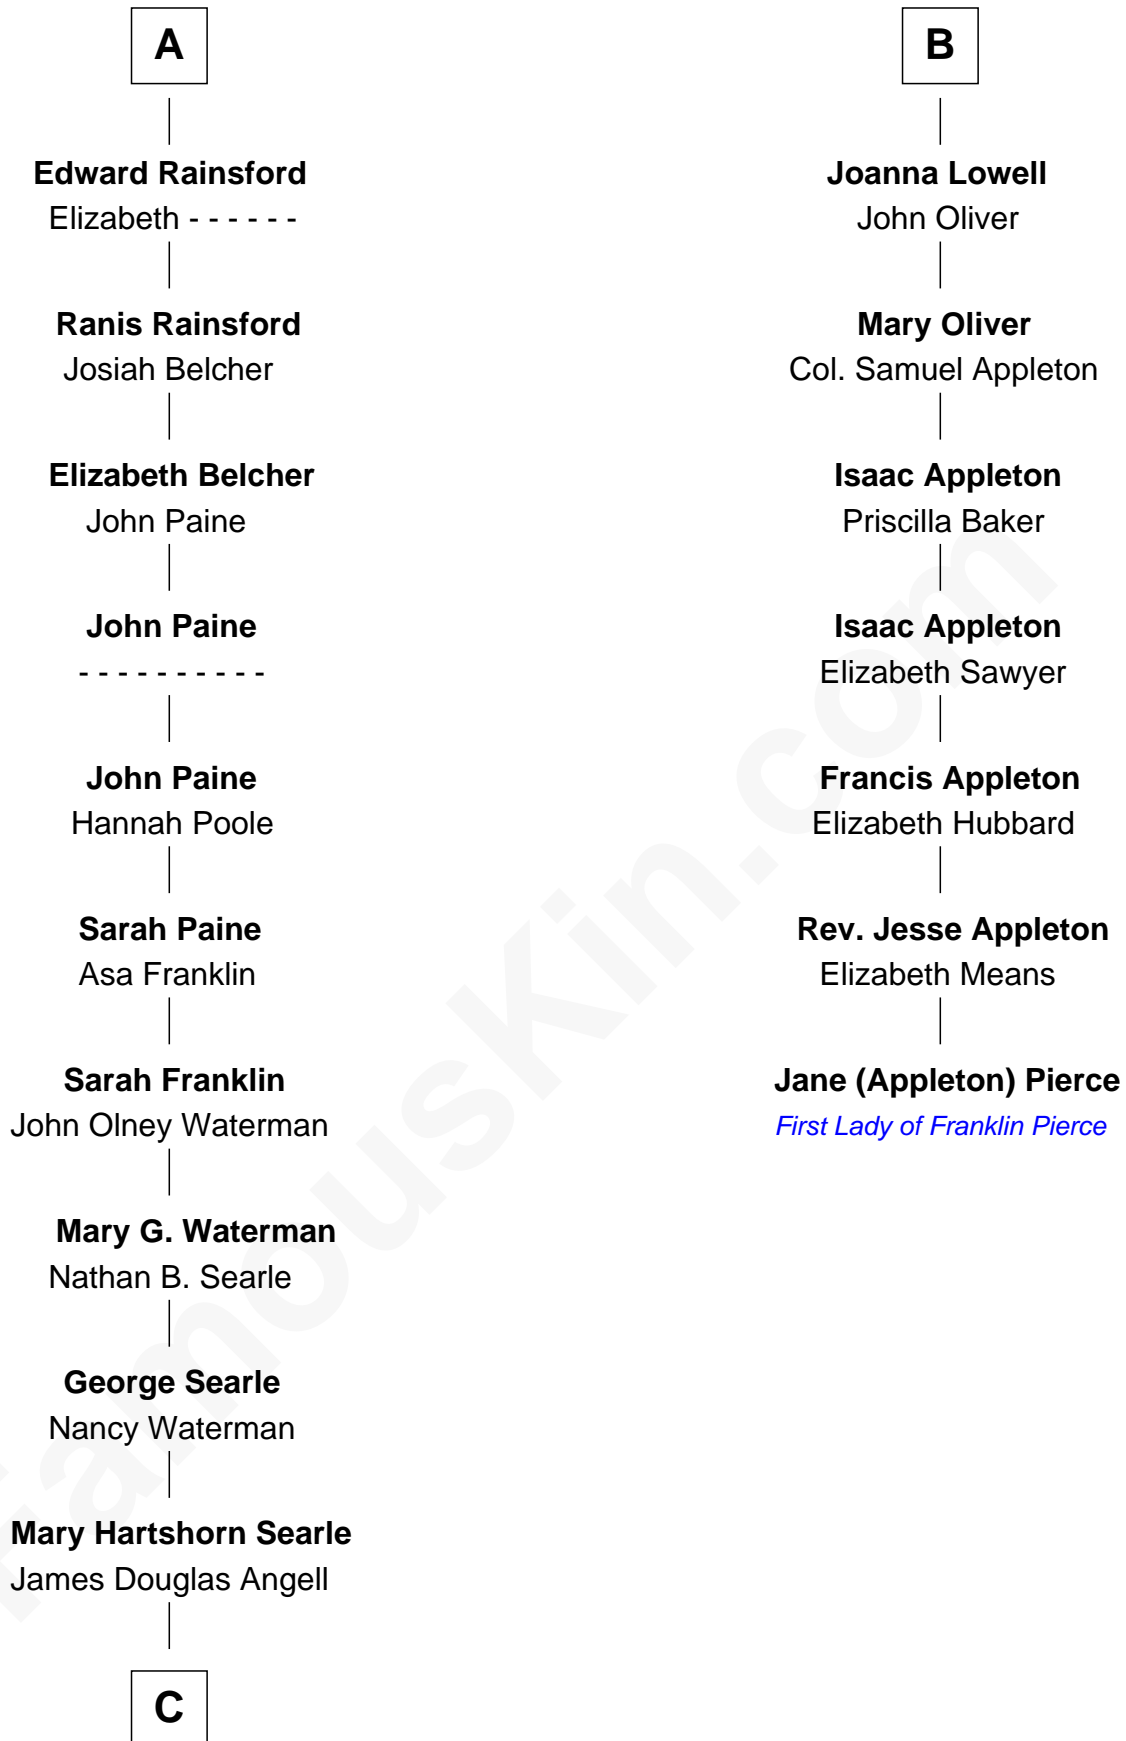 A
Edward Rainsford
Elizabeth - - - - - -
Ranis Rainsford
Josiah Belcher
Elizabeth Belcher
John Paine
John Paine
- - - - - - - - - -
John Paine
Hannah Poole
Sarah Paine
Asa Franklin
Sarah Franklin
John Olney Waterman
Mary G. Waterman
Nathan B. Searle
George Searle
Nancy Waterman
Mary Hartshorn Searle
James Douglas Angell
C
B
Joanna Lowell
John Oliver
Mary Oliver
Col. Samuel Appleton
Isaac Appleton
Priscilla Baker
Isaac Appleton
Elizabeth Sawyer
Francis Appleton
Elizabeth Hubbard
Rev. Jesse Appleton
Elizabeth Means
Jane (Appleton) Pierce
First Lady of Franklin Pierce
FamousKin.com